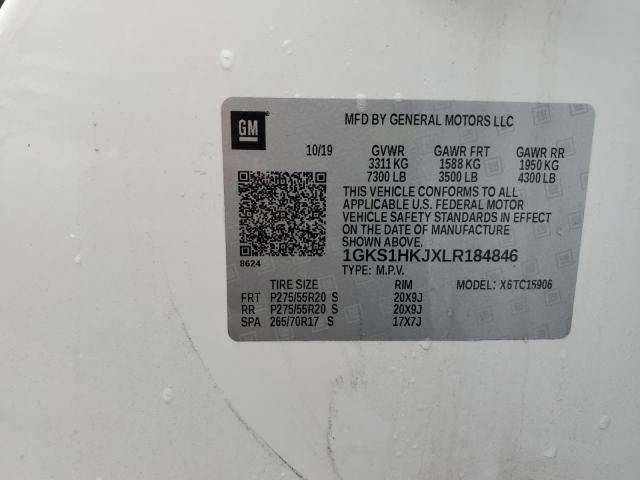 GM
MFD BY GENERAL MOTORS LLC
10/19 GVWR GAWR FRT GAWR RR
3311 KG 1588 KG 1950 KG
7300 LB 3500 LB 4300 LB
THIS VEHICLE CONFORMS TO ALL
APPLICABLE U.S. FEDERAL MOTOR
VEHICLE SAFETY STANDARDS IN EFFECT
ON THE DATE OF MANUFACTURE
SHOWN ABOVE.
8624
1GKS1HKJXLR184846
TYPE: M.P.V.
TIRE SIZE RIM MODEL: X6TC15906
FRT P275/55R20 S 20X9J
RR P275/55R20 S 20X9J
SPA 265/70R17 S 17X7J